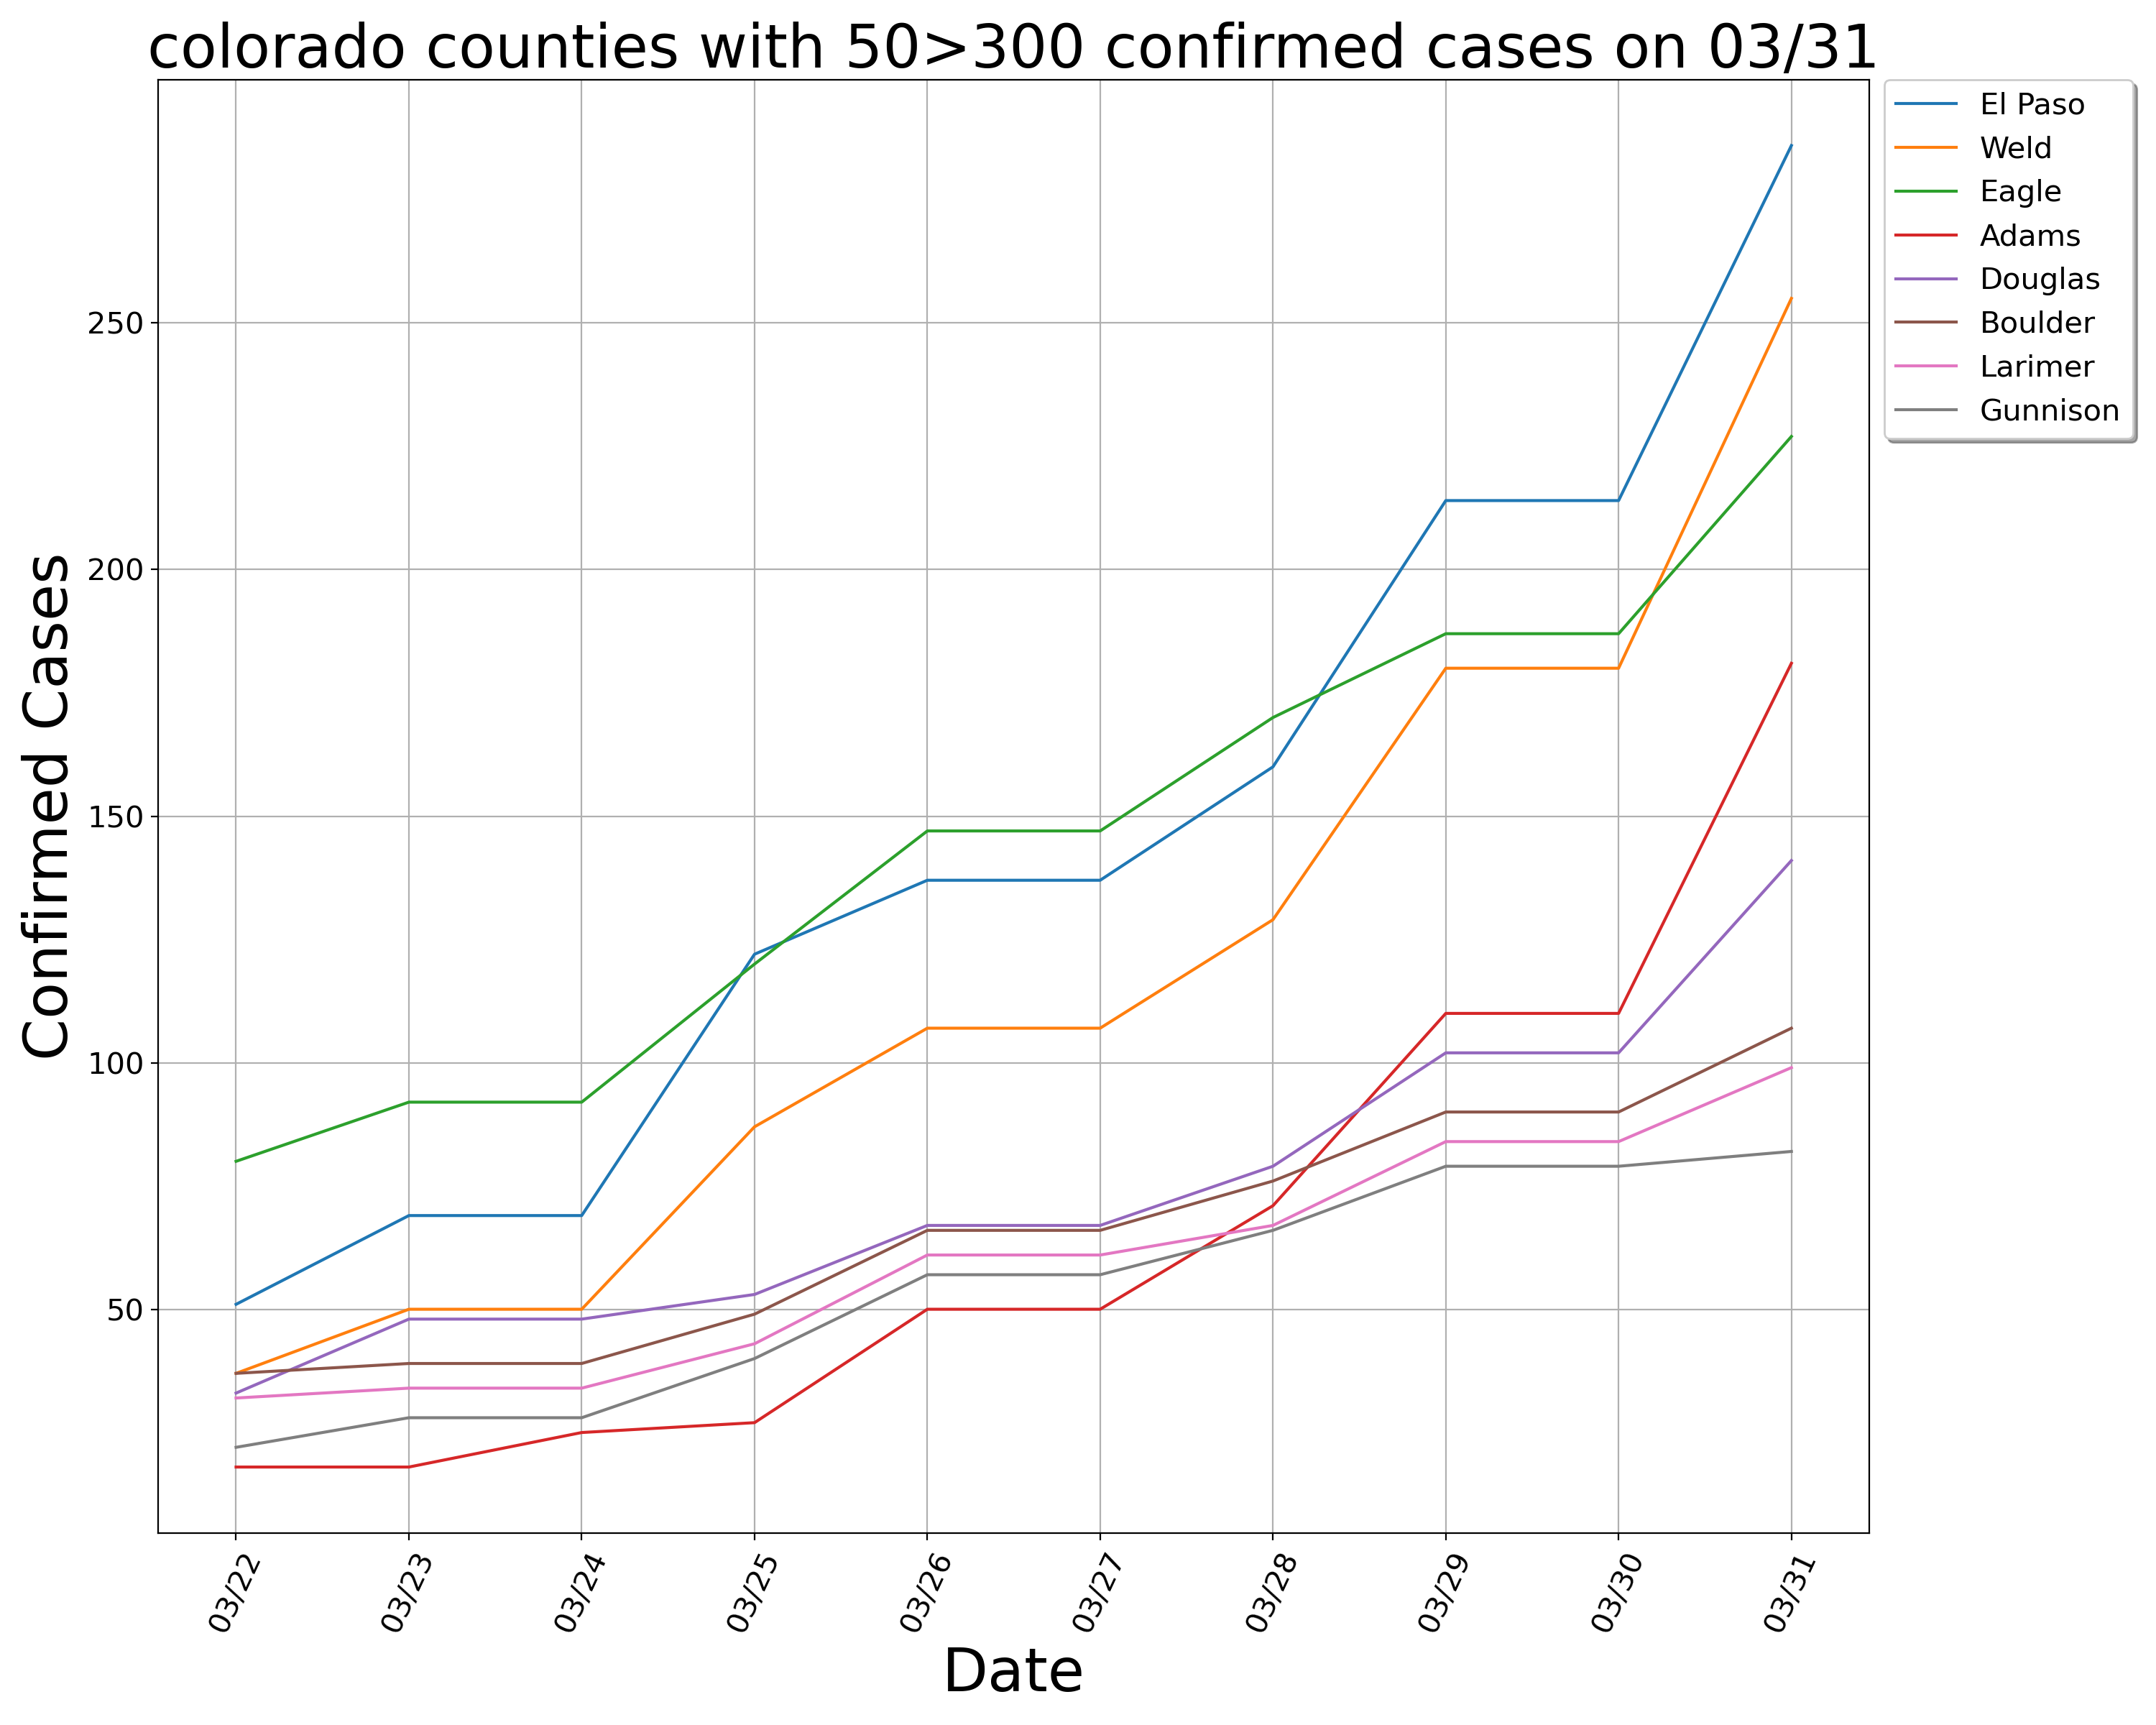 colorado counties with 50>300 confirmed cases on 03/31
El Paso
Weld
Eagle
Adams
Douglas
Boulder
Larimer
Gunnison
Confirmed Cases
250
200
150
100
50
03/22
03/23
03/24
03/25
03/26
03/27
03/28
03/29
03/30
03/31
Date